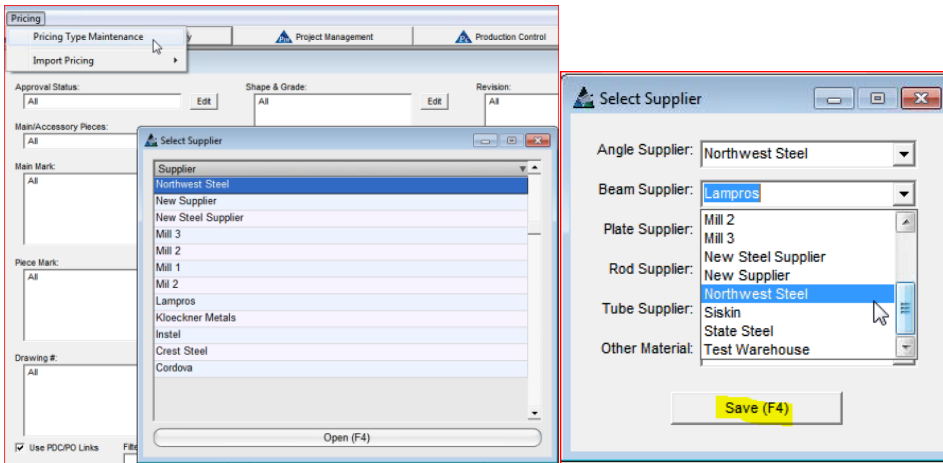 Pricing
Pricing Type Maintenance
y
Project Management
Production Control
Import Pricing
Approval Status:
Shape & Grade:
Revision:
All
Edit
All
Edit
All
Main/Accessory Pieces:
All
Main Mark:
All
Piece Mark:
All
Drawing #:
All
Use PDC/PO Links
Filte
Select Supplier
Supplier
Northwest Steel
New Supplier
New Steel Supplier
Mill 3
Mill 2
Mill 1
Mil 2
Lampros
Kloeckner Metals
Instel
Crest Steel
Cordova
Open (F4)
Select Supplier
Angle Supplier: Northwest Steel
Beam Supplier: Lampros
Plate Supplier:
Rod Supplier:
Tube Supplier:
Other Material:
Mill 2
Mill 3
New Steel Supplier
New Supplier
Northwest Steel
Siskin
State Steel
Test Warehouse
Save (F4)